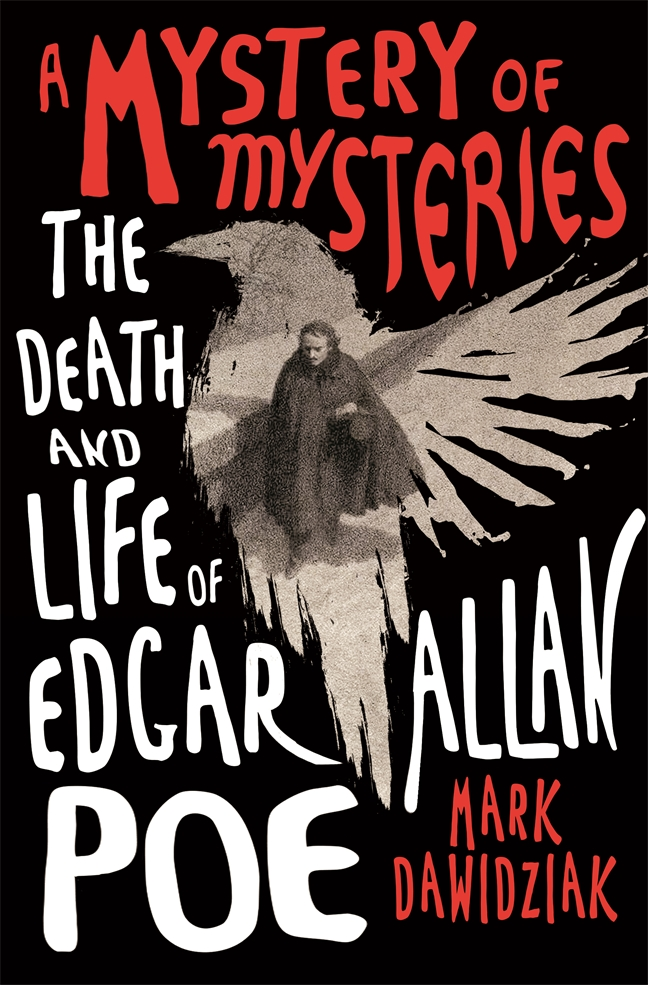 A MYSTERY OF
MYSTERIES
THE
DEATH
AND
LIFE OF
EDGAR
ALLAN
POE
MARK
DAWIDZIAK